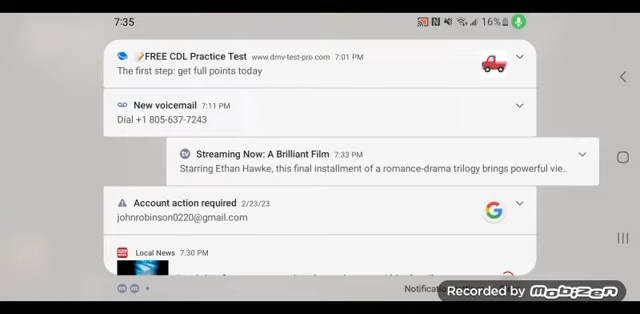 7:35
16%
FREE CDL Practice Test www.dmv-test-pro.com 7:01 PM
The first step: get full points today
New voicemail 7:11 PM
Dial +1 805-637-7243
tv Streaming Now: A Brilliant Film 7:33 PM
Starring Ethan Hawke, this final installment of a romance-drama trilogy brings powerful vie..
Account action required 2/23/23
johnrobinson0220@gmail.com
Local News 7:30 PM
Notificatio
Recorded by Mobizen